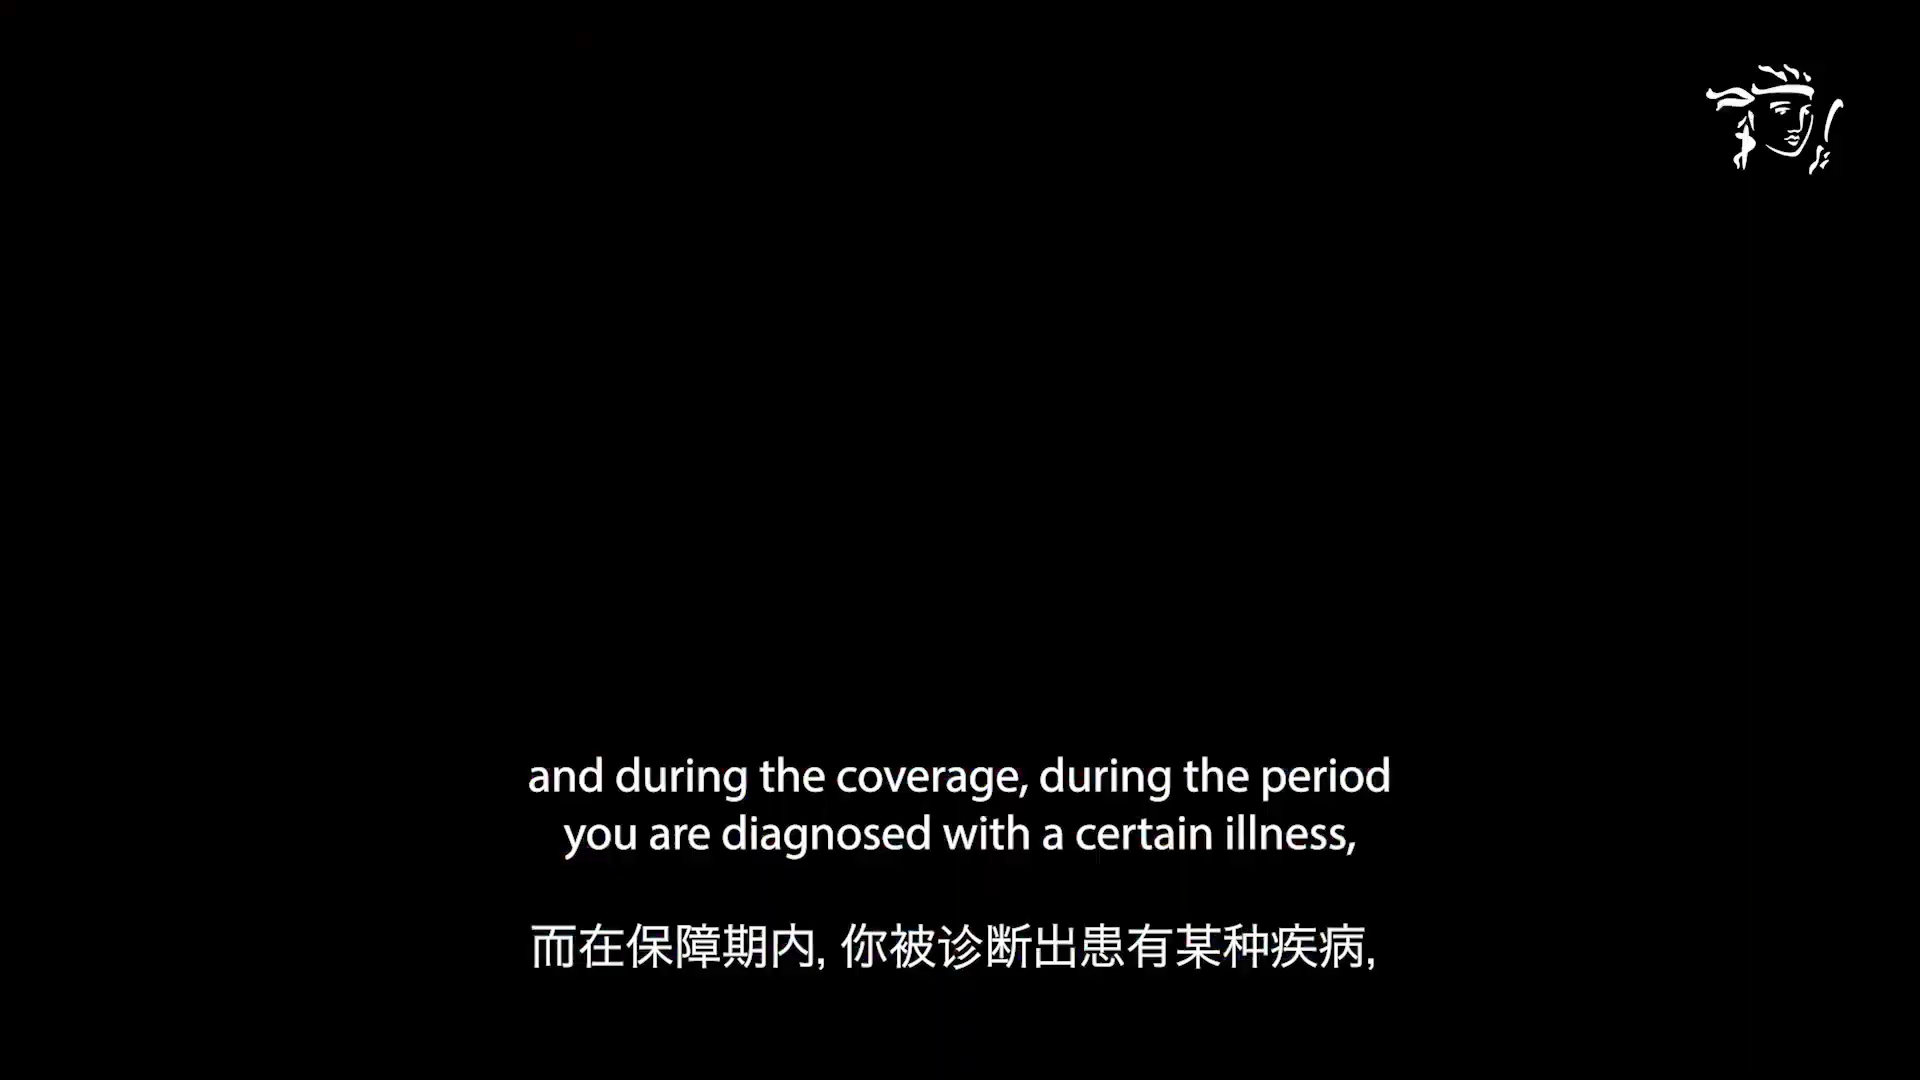 and during the coverage, during the period
you are diagnosed with a certain illness,
而在保障期内, 你被诊断出患有某种疾病,